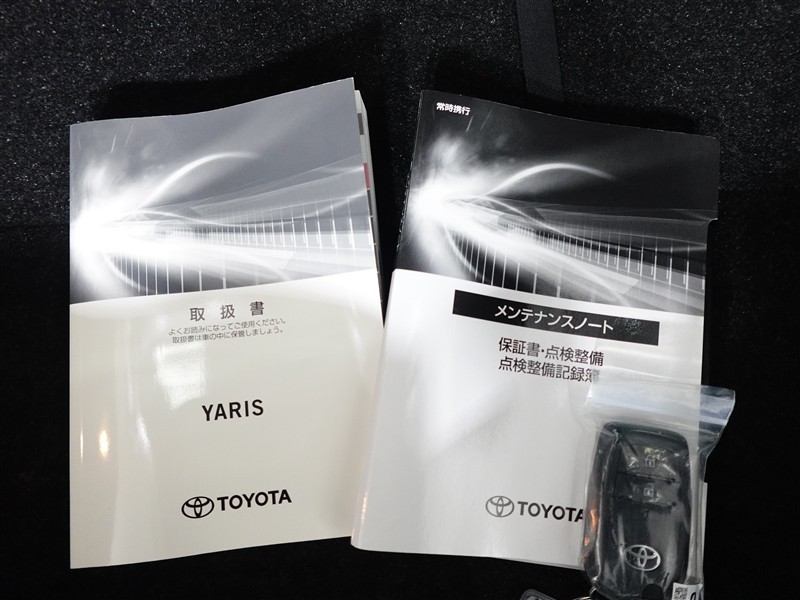 取扱書
よくお読みになってご使用ください。
取扱書は車の中に保管しましょう。
YARIS
TOYOTA
常時携行
メンテナンスノート
保証書・点検整備
点検整備記録簿
TOYOTA